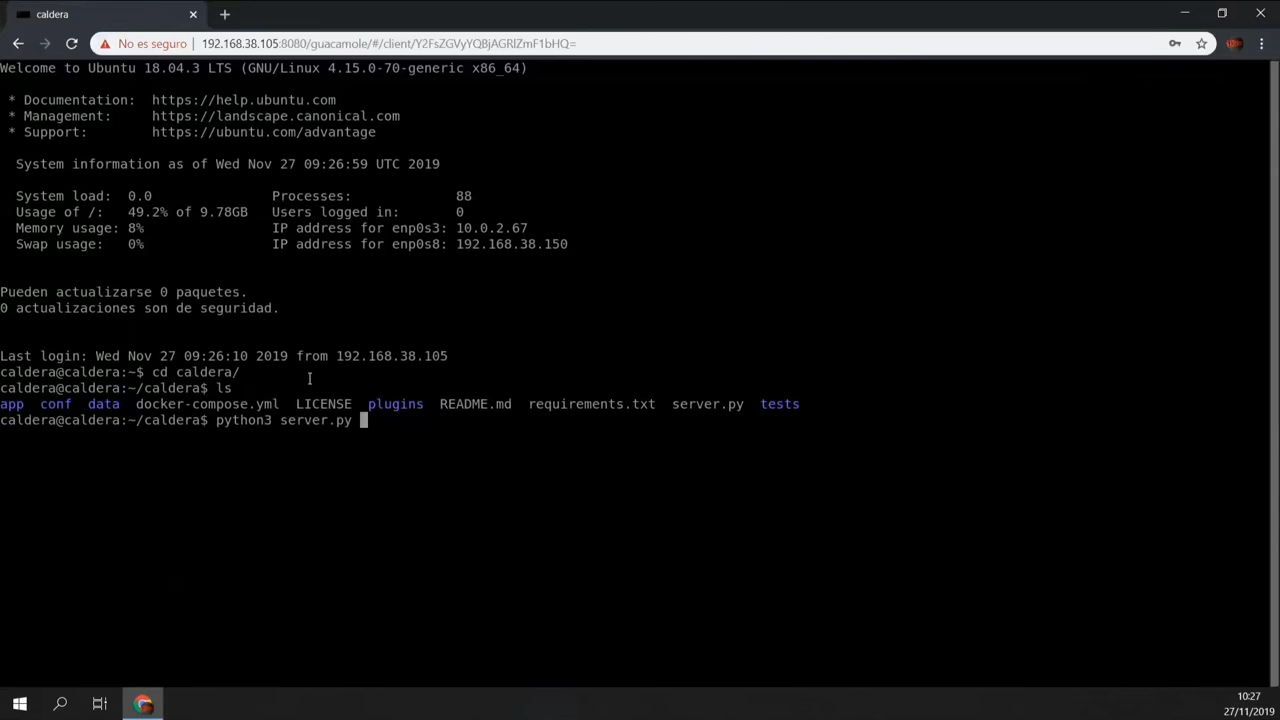 caldera
No es seguro 192.168.38.105:8080/guacamole/#/client/Y2FsZGVyYQBjAGRlZmF1bHQ=
Welcome to Ubuntu 18.04.3 LTS (GNU/Linux 4.15.0-70-generic x86_64)
* Documentation: https://help.ubuntu.com
* Management: https://landscape.canonical.com
* Support: https://ubuntu.com/advantage
System information as of Wed Nov 27 09:26:59 UTC 2019
System load: 0.0 Processes: 88
Usage of /: 49.2% of 9.78GB Users logged in: 0
Memory usage: 8% IP address for enp0s3: 10.0.2.67
Swap usage: 0% IP address for enp0s8: 192.168.38.150
Pueden actualizarse 0 paquetes.
0 actualizaciones son de seguridad.
Last login: Wed Nov 27 09:26:10 2019 from 192.168.38.105
caldera@caldera:~$ cd caldera/
caldera@caldera:~/caldera$ ls
app conf data docker-compose.yml LICENSE plugins README.md requirements.txt server.py tests
caldera@caldera:~/caldera$ python3 server.py
10:27
27/11/2019